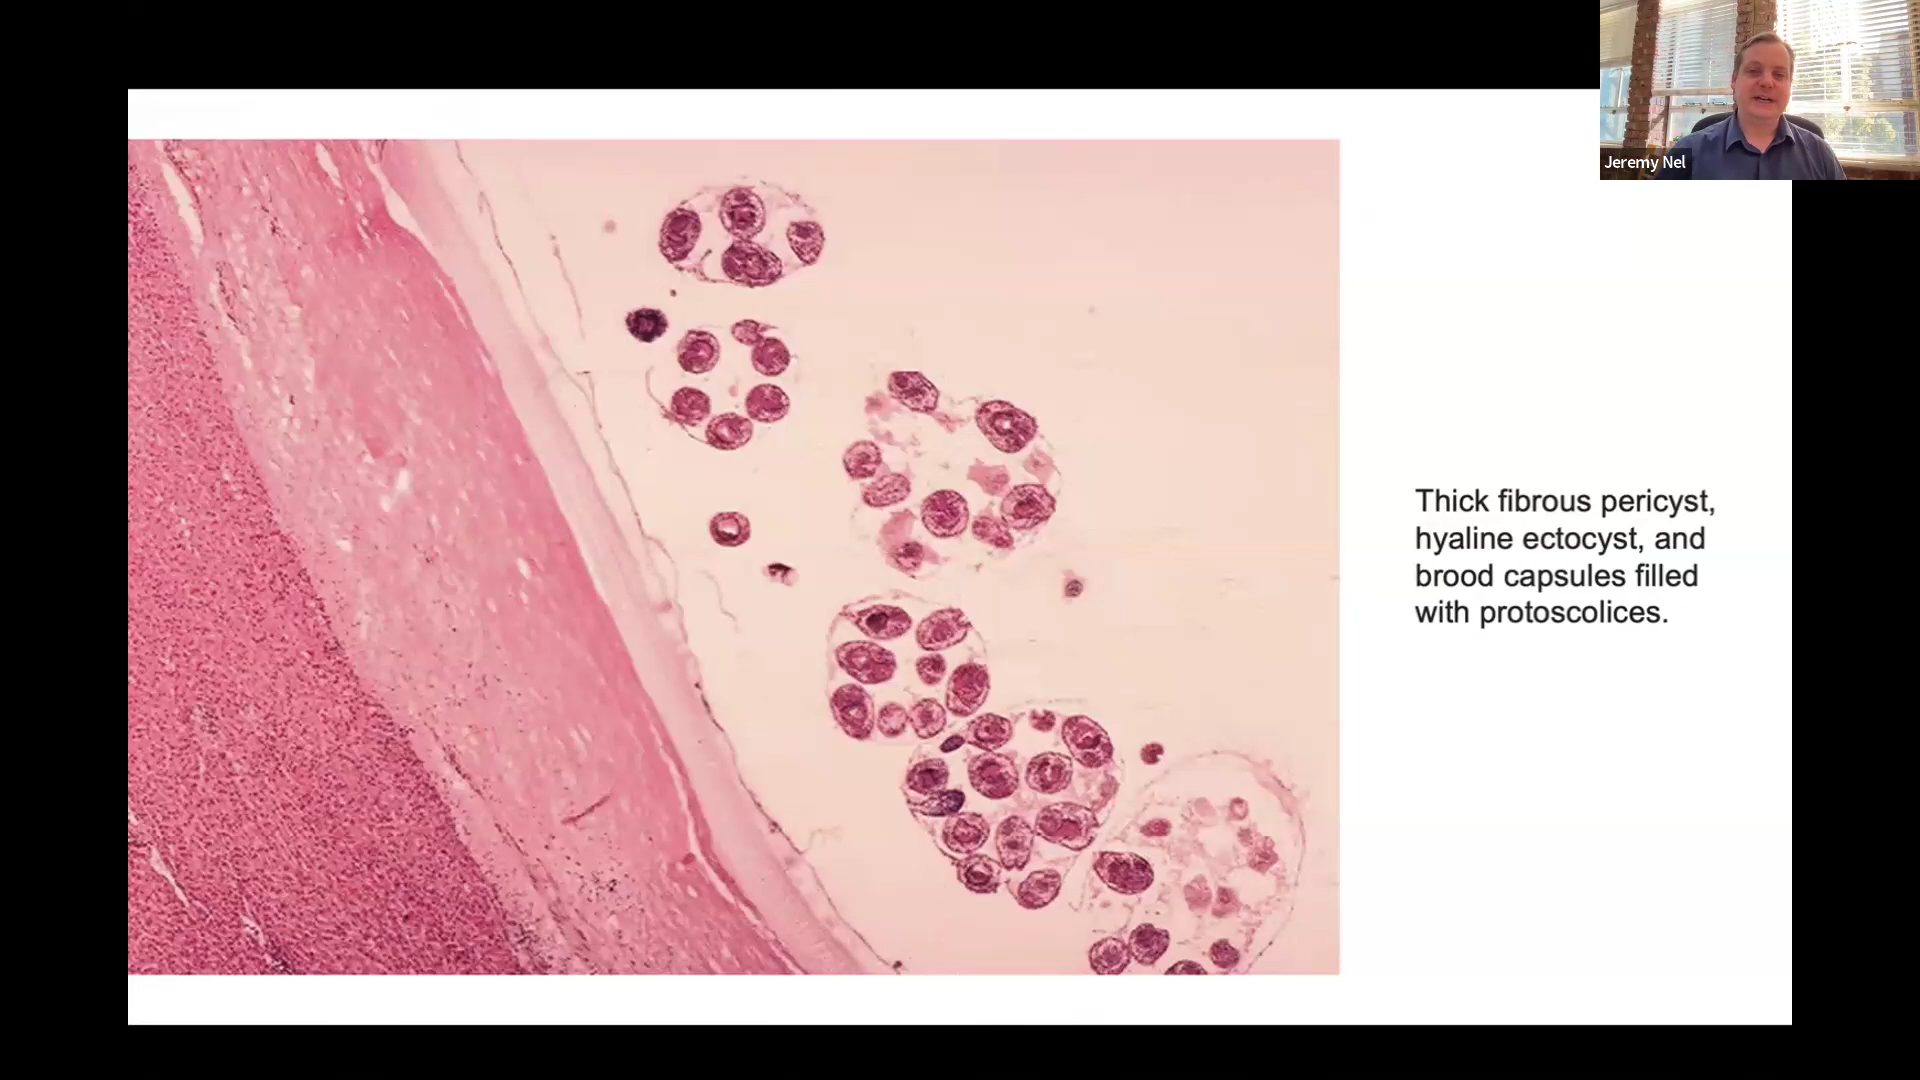 Jeremy Nel
Thick fibrous pericyst,
hyaline ectocyst, and
brood capsules filled
with protoscolices.